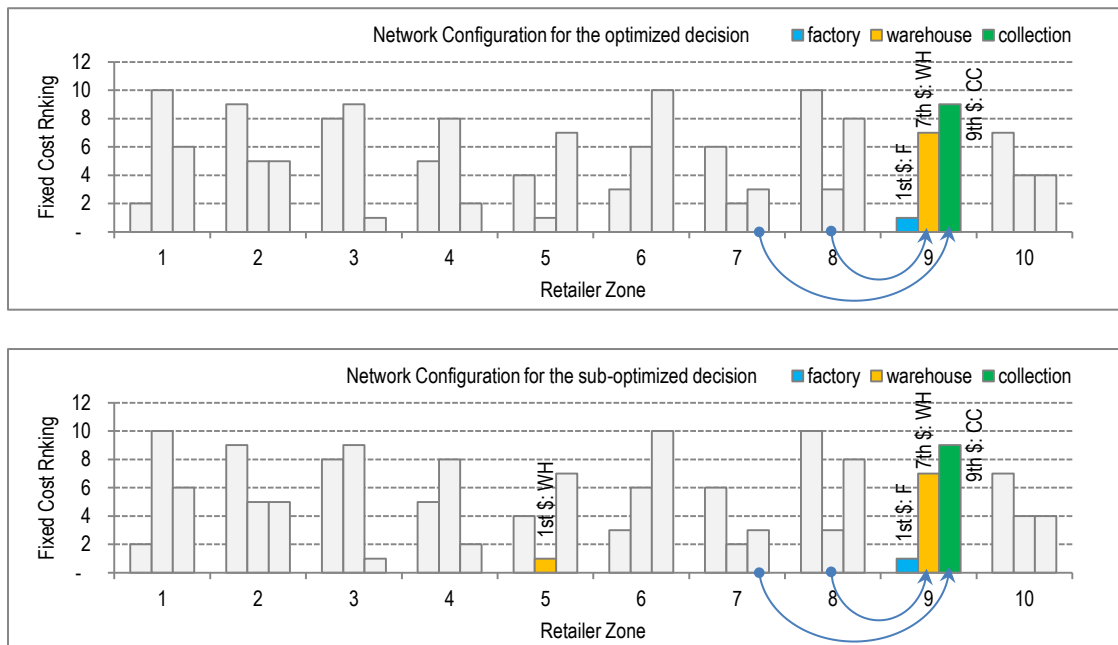 Network Configuration for the optimized decision factory warehouse collection
Fixed Cost Rnking
12
10
8
6
4
2
-
1st $: F
7th $: WH
9th $: CC
1 2 3 4 5 6 7 8 9 10
Retailer Zone
Network Configuration for the sub-optimized decision factory warehouse collection
Fixed Cost Rnking
12
10
8
6
4
2
-
1st $: WH
1st $: F
7th $: WH
9th $: CC
1 2 3 4 5 6 7 8 9 10
Retailer Zone